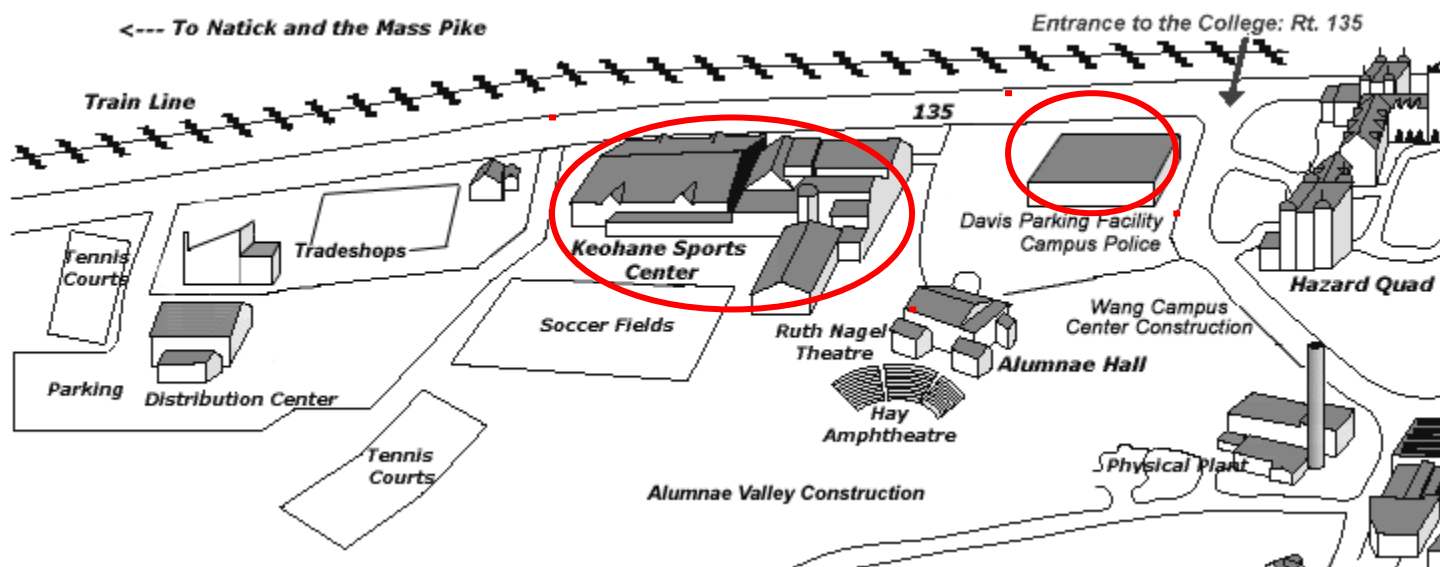 <--- To Natick and the Mass Pike
Entrance to the College: Rt. 135
Train Line
135
Davis Parking Facility
Campus Police
Tennis
Courts
Tradeshops
Keohane Sports
Center
Hazard Quad
Soccer Fields
Ruth Nagel
Theatre
Wang Campus
Center Construction
Alumnae Hall
Parking
Distribution Center
Hay
Amphtheatre
Tennis
Courts
Physical Plant
Alumnae Valley Construction